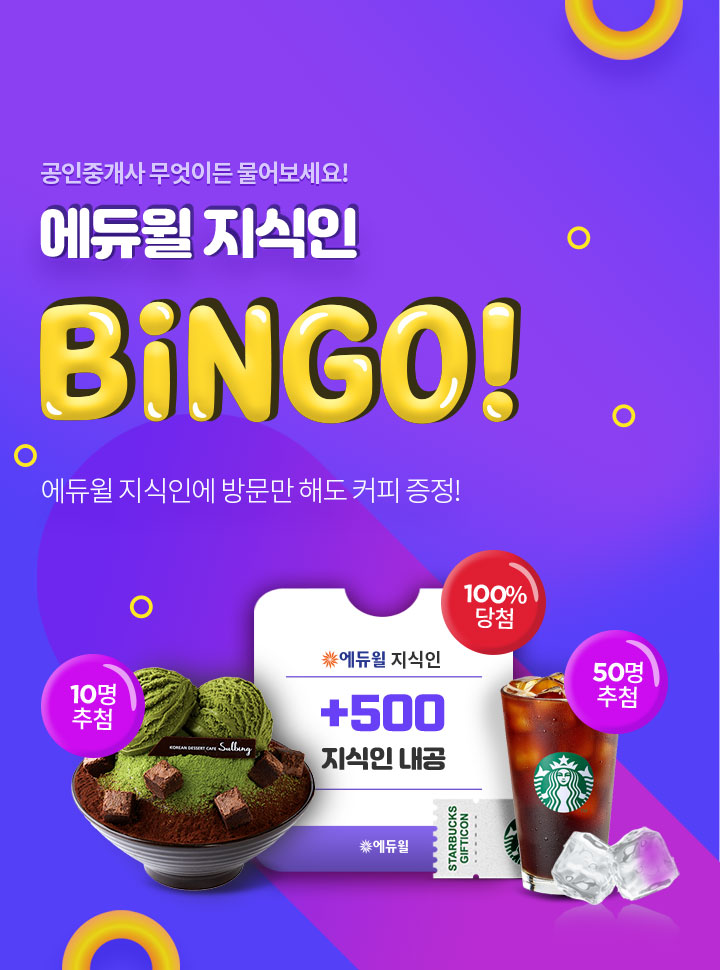 공인중개사 무엇이든 물어보세요!
에듀윌 지식인
BiNGO!
에듀윌 지식인에 방문만 해도 커피 증정!
100%
당첨
에듀윌 지식인
+500
지식인 내공
에듀윌
10명
추첨
KOREAN DESSERT CAFE Sulbing
50명
추첨
STARBUCKS
GIFTICON